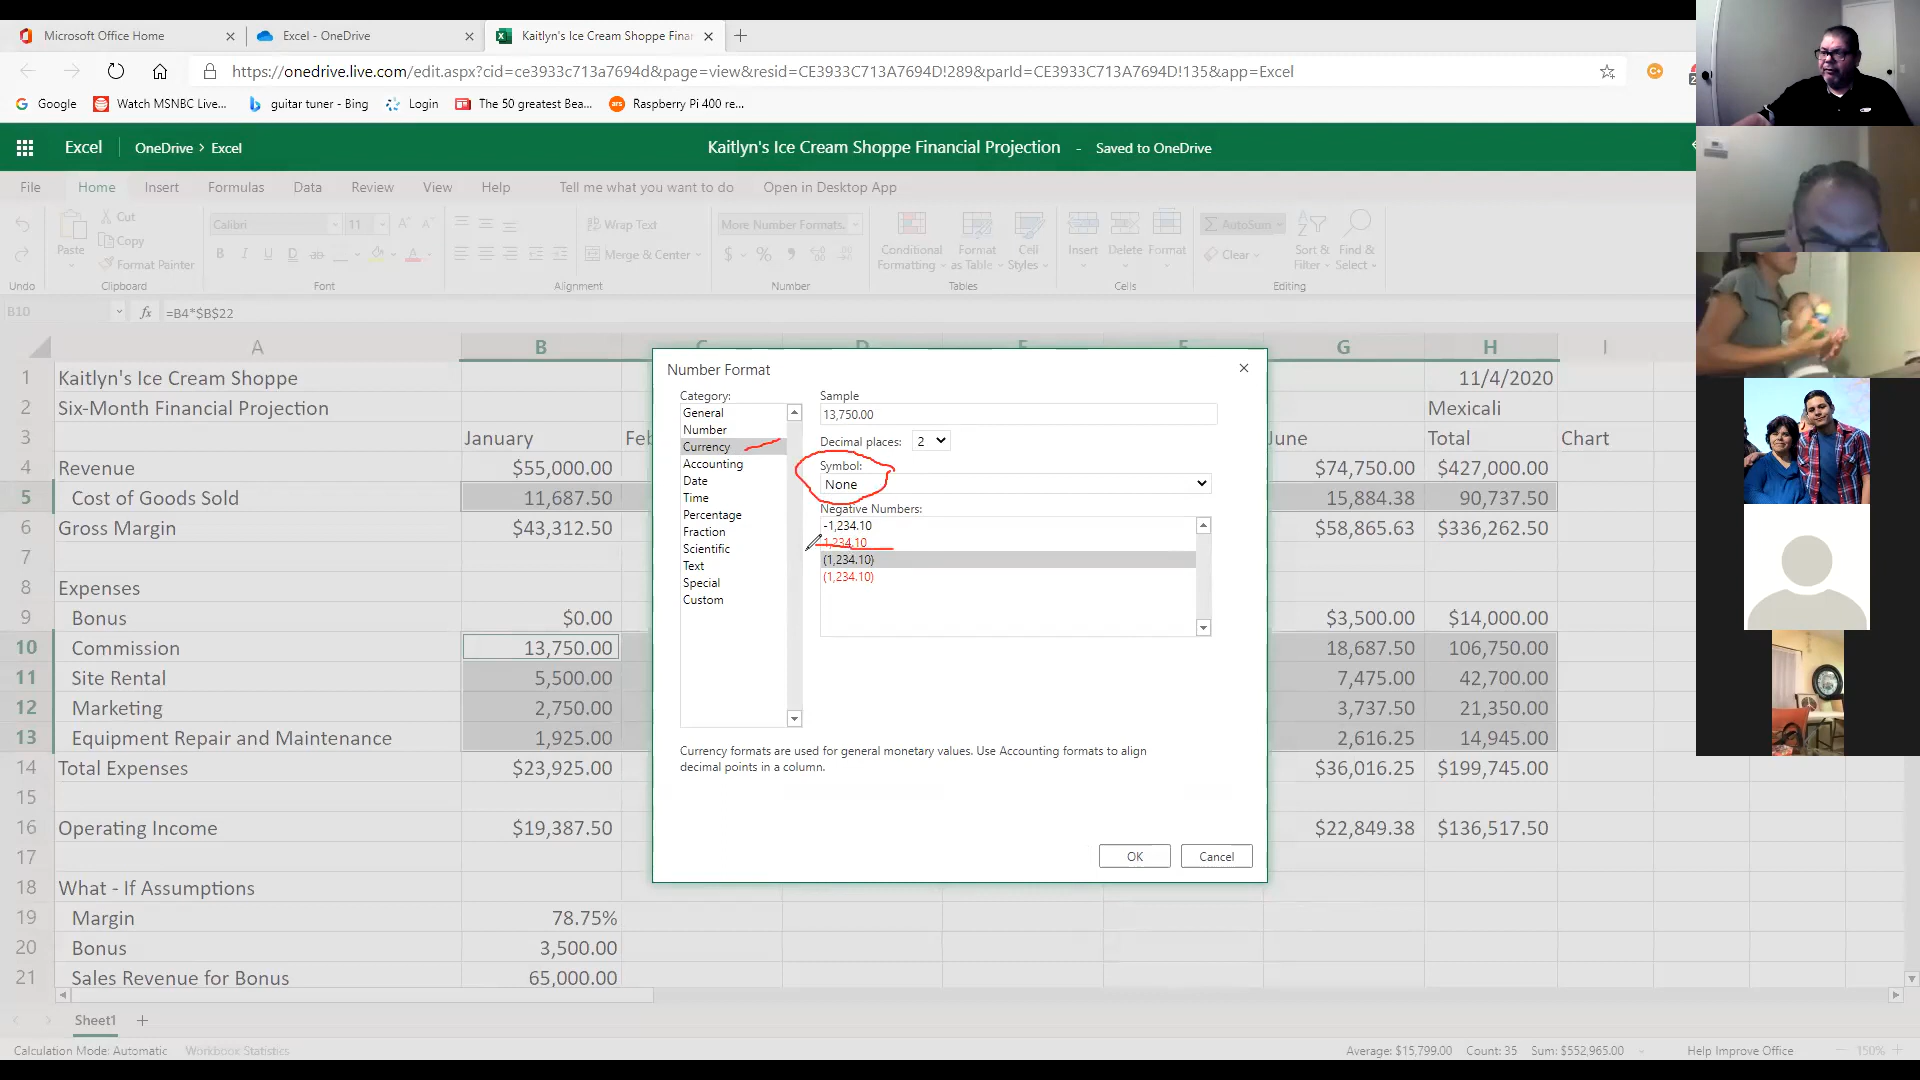 Microsoft Office Home
Excel - OneDrive
Kaitlyn's Ice Cream Shoppe Finan
https://onedrive.live.com/edit.aspx?cid=ce3933c713a7694d&page=view&resid=CE3933C713A7694D!289&parId=CE3933C713A7694D!135&app=Excel
Google
Watch MSNBC Live...
guitar tuner - Bing
Login
The 50 greatest Bea...
Raspberry Pi 400 re...
Excel
OneDrive > Excel
Kaitlyn's Ice Cream Shoppe Financial Projection - Saved to OneDrive
File Home Insert Formulas Data Review View Help Tell me what you want to do Open in Desktop App
Paste
Cut
Copy
Format Painter
Calibri 11
B I U D ab
Wrap Text
Merge & Center
More Number Formats.
$ %
Conditional Formatting
Format as Table
Cell Styles
Insert Delete Format
AutoSum
Clear
Sort & Filter
Find & Select
Undo Clipboard Font Alignment Number Tables Cells Editing
B10 fx =B4*$B$22
A B G H I
1 Kaitlyn's Ice Cream Shoppe 11/4/2020
2 Six-Month Financial Projection Mexicali
3 January Feb June Total Chart
4 Revenue $55,000.00 $74,750.00 $427,000.00
5 Cost of Goods Sold 11,687.50 15,884.38 90,737.50
6 Gross Margin $43,312.50 $58,865.63 $336,262.50
7
8 Expenses
9 Bonus $0.00 $3,500.00 $14,000.00
10 Commission 13,750.00 18,687.50 106,750.00
11 Site Rental 5,500.00 7,475.00 42,700.00
12 Marketing 2,750.00 3,737.50 21,350.00
13 Equipment Repair and Maintenance 1,925.00 2,616.25 14,945.00
14 Total Expenses $23,925.00 $36,016.25 $199,745.00
15
16 Operating Income $19,387.50 $22,849.38 $136,517.50
17
18 What - If Assumptions
19 Margin 78.75%
20 Bonus 3,500.00
21 Sales Revenue for Bonus 65,000.00
Number Format
Category:
General
Number
Currency
Accounting
Date
Time
Percentage
Fraction
Scientific
Text
Special
Custom
Sample
13,750.00
Decimal places: 2
Symbol:
None
Negative Numbers:
-1,234.10
1,234.10
(1,234.10)
(1,234.10)
Currency formats are used for general monetary values. Use Accounting formats to align
decimal points in a column.
OK Cancel
Sheet1
Calculation Mode: Automatic Workbook Statistics
Average: $15,799.00 Count: 35 Sum: $552,965.00 Help Improve Office 150%